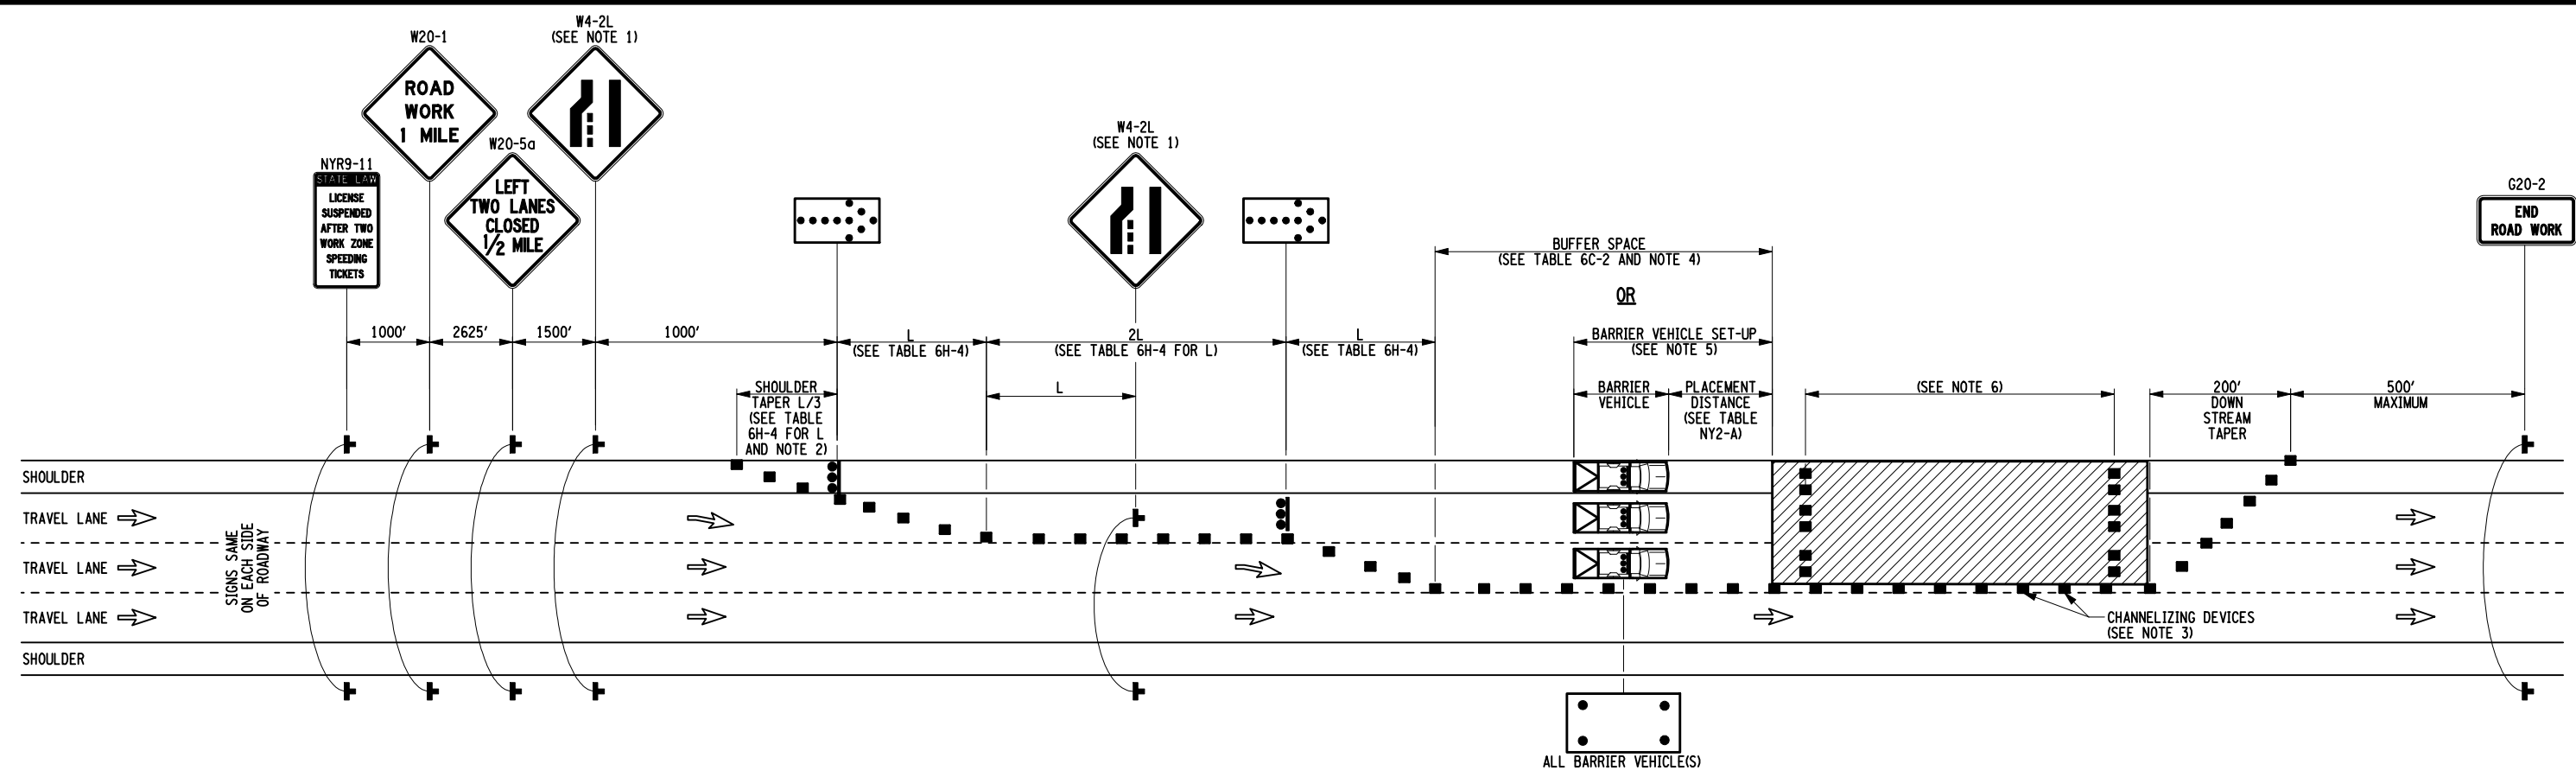 W20-1
ROAD
WORK
1 MILE
W4-2L
(SEE NOTE 1)
NYR9-11
STATE LAW
LICENSE
SUSPENDED
AFTER TWO
WORK ZONE
SPEEDING
TICKETS
W20-5a
LEFT
TWO LANES
CLOSED
1/2 MILE
W4-2L
(SEE NOTE 1)
G20-2
END
ROAD WORK
BUFFER SPACE
(SEE TABLE 6C-2 AND NOTE 4)
OR
1000'
2625'
1500'
1000'
L
(SEE TABLE 6H-4)
2L
(SEE TABLE 6H-4 FOR L)
L
(SEE TABLE 6H-4)
BARRIER VEHICLE SET-UP
(SEE NOTE 5)
SHOULDER
TAPER L/3
(SEE TABLE
6H-4 FOR L
AND NOTE 2)
L
BARRIER
VEHICLE
PLACEMENT
DISTANCE
(SEE TABLE
NY2-A)
(SEE NOTE 6)
200'
DOWN
STREAM
TAPER
500'
MAXIMUM
SHOULDER
TRAVEL LANE
TRAVEL LANE
TRAVEL LANE
SHOULDER
SIGNS SAME
ON EACH SIDE
OF ROADWAY
CHANNELIZING DEVICES
(SEE NOTE 3)
ALL BARRIER VEHICLE(S)